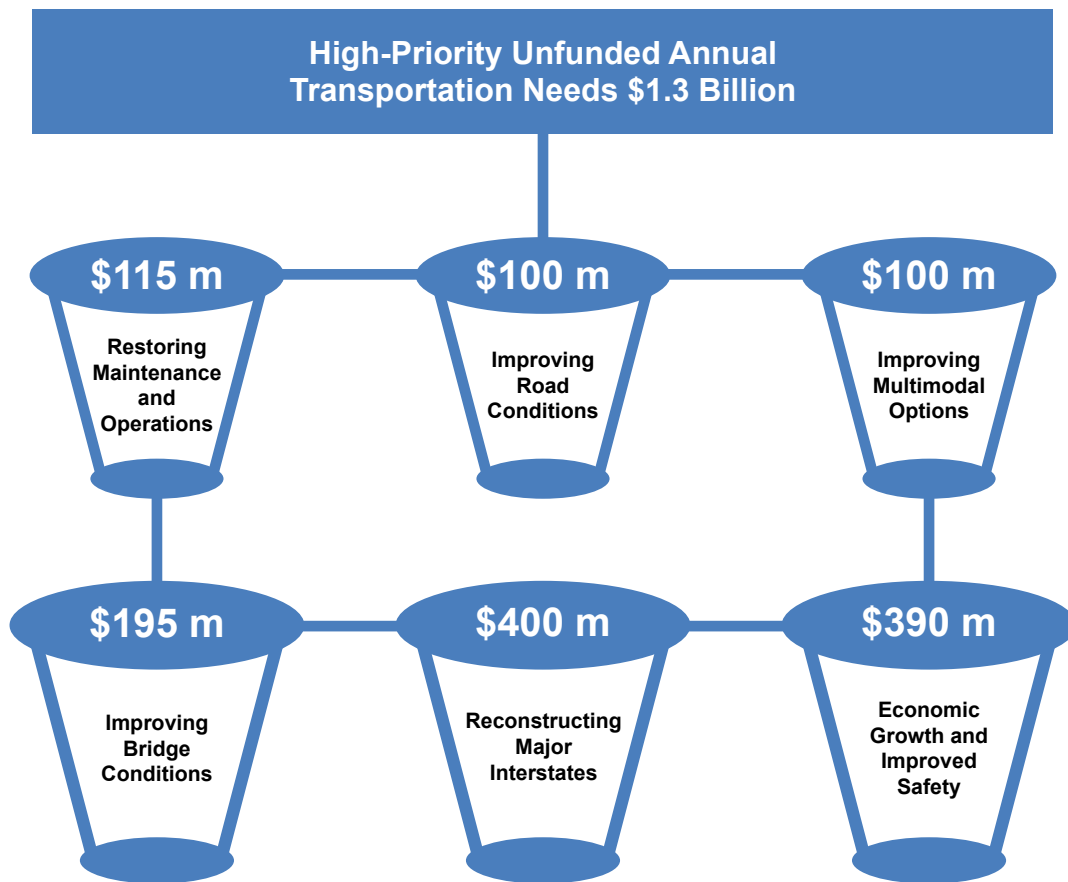 High-Priority Unfunded Annual
Transportation Needs $1.3 Billion
$115 m
Restoring
Maintenance
and
Operations
$100 m
Improving
Road
Conditions
$100 m
Improving
Multimodal
Options
$195 m
Improving
Bridge
Conditions
$400 m
Reconstructing
Major
Interstates
$390 m
Economic
Growth and
Improved
Safety